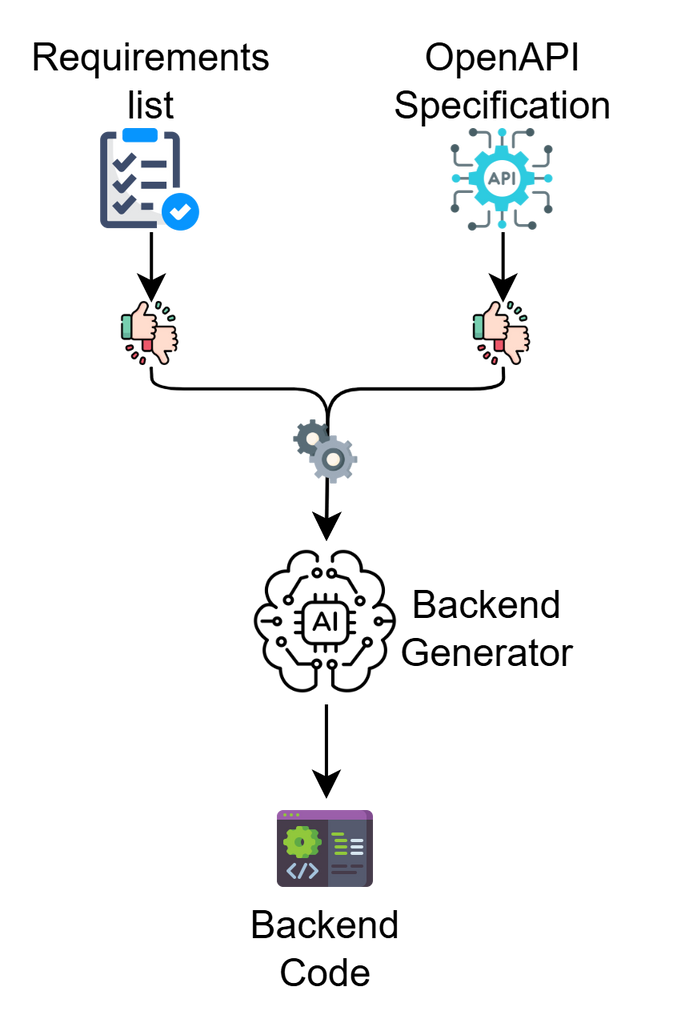 Requirements
list
OpenAPI
Specification
API
AI
Backend
Generator
</>
Backend
Code